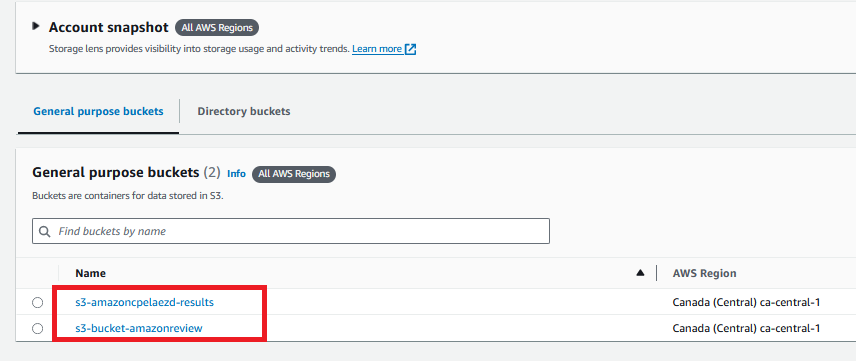 Account snapshot All AWS Regions
Storage lens provides visibility into storage usage and activity trends. Learn more
General purpose buckets Directory buckets
General purpose buckets (2) Info All AWS Regions
Buckets are containers for data stored in S3.
Find buckets by name
Name AWS Region
s3-amazoncpelaezd-results Canada (Central) ca-central-1
s3-bucket-amazonreview Canada (Central) ca-central-1